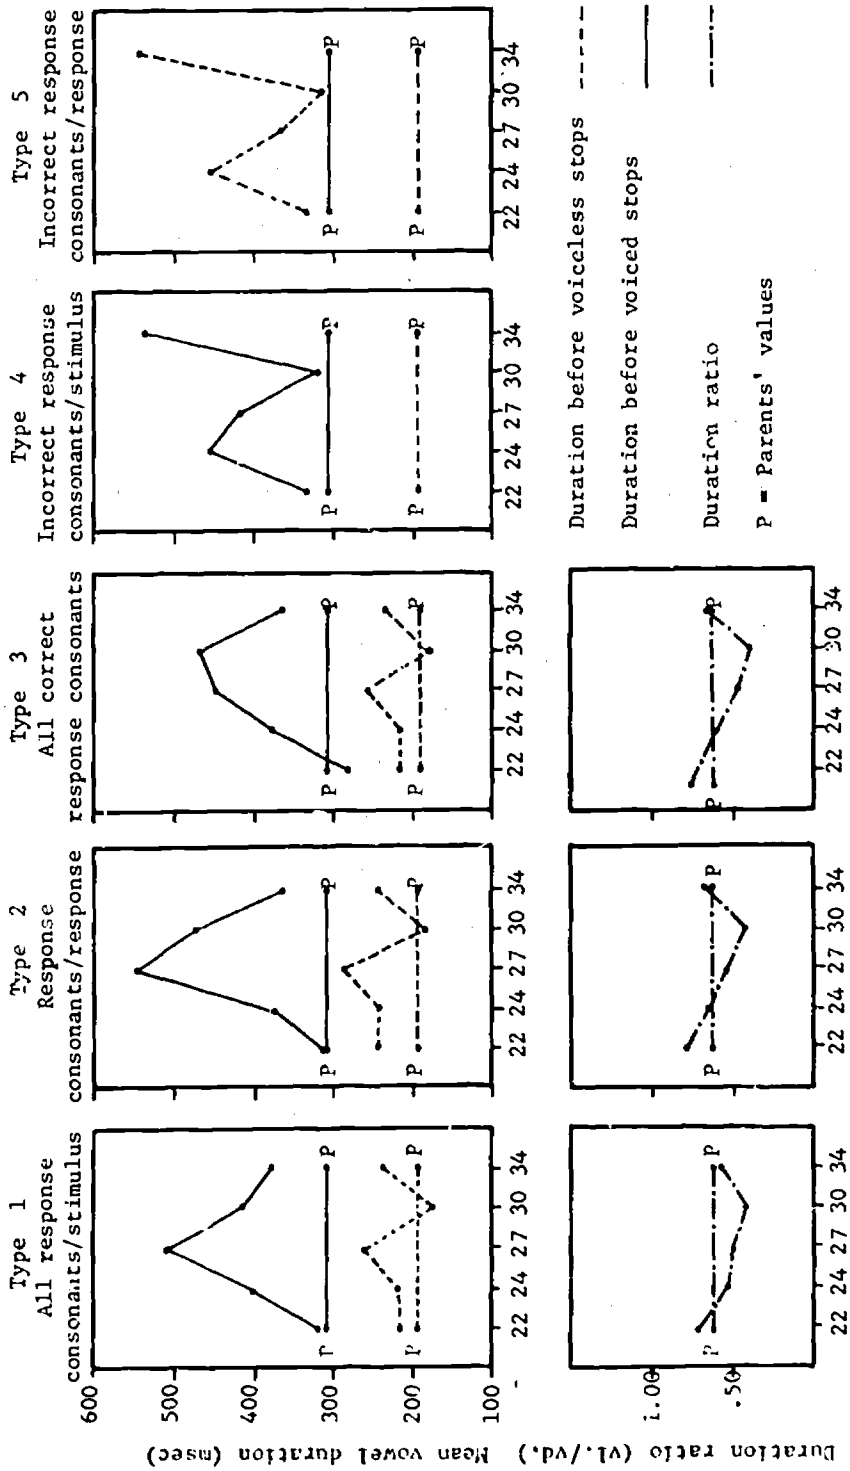 Type 1
All response
consonants/stimulus
Type 2
Response
consonants/response
Type 3
All correct
response consonants
Type 4
Incorrect response
consonants/stimulus
Type 5
Incorrect response
consonants/response
Mean vowel duration (msec)
600
500
400
300
200
100
P P
P P
P P
P P
P P
P P
P P
P P
P P
P P
22 24 27 30 34
22 24 27 30 34
22 24 27 30 34
22 24 27 30 34
22 24 27 30 34
Duration ratio (vl./vd.)
1.00
.50
P P
P P
P P
22 24 27 30 34
22 24 27 30 34
22 24 27 30 34
Duration before voiceless stops
Duration before voiced stops
Duration ratio
P = Parents' values